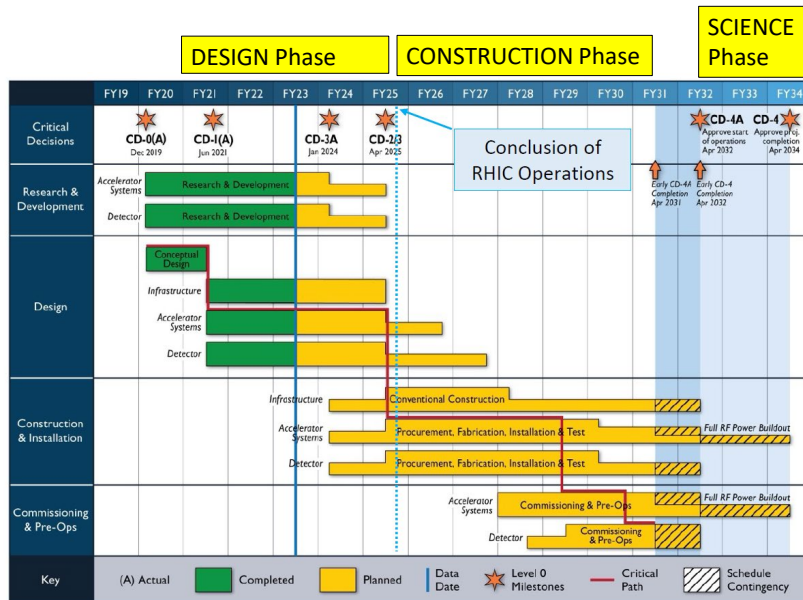 DESIGN Phase
CONSTRUCTION Phase
SCIENCE
Phase
FY19 FY20 FY21 FY22 FY23 FY24 FY25 FY26 FY27 FY28 FY29 FY30 FY31 FY32 FY34
Critical
Decisions
CD-0(A)
Dec 2019
CD-1(A)
Jun 2021
CD-3A
Jan 2024
CD-2/3
Apr 2025
Conclusion of
RHIC Operations
CD-4A
Approve start
of operations
Apr 2032
CD-4
Approve proj.
completion
Apr 2034
Early CD-4A
Completion
Apr 2031
Early CD-4
Completion
Apr 2032
Research &
Development
Accelerator
Systems
Research & Development
Detector
Research & Development
Design
Conceptual
Design
Infrastructure
Accelerator
Systems
Detector
Construction
& Installation
Infrastructure
Conventional Construction
Accelerator
Systems
Procurement, Fabrication, Installation & Test
Full RF Power Buildout
Detector
Procurement, Fabrication, Installation & Test
Commissioning
& Pre-Ops
Accelerator
Systems
Commissioning & Pre-Ops
Full RF Power Buildout
Detector
Commissioning
& Pre-Ops
Key
(A) Actual
Completed
Planned
Data
Date
Level 0
Milestones
Critical
Path
Schedule
Contingency